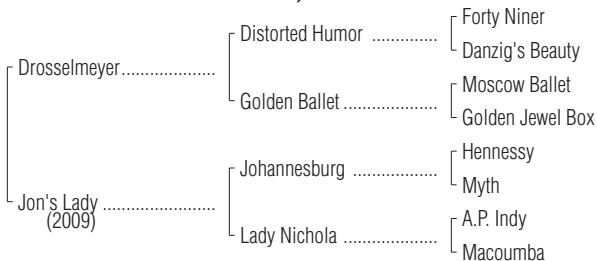 Forty Niner
Distorted Humor ..............
Danzig's Beauty
Drosselmeyer....................
Moscow Ballet
Golden Ballet ....................
Golden Jewel Box
Hennessy
Johannesburg ..................
Myth
Jon's Lady ........................
(2009)
A.P. Indy
Lady Nichola ....................
Macoumba